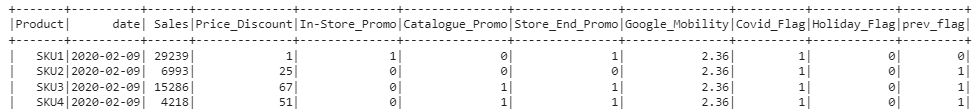 +-------+----------+-----+--------------+--------------+---------------+---------------+---------------+----------+------------+---------+
|Product|      date|Sales|Price_Discount|In-Store_Promo|Catalogue_Promo|Store_End_Promo|Google_Mobility|Covid_Flag|Holiday_Flag|prev_flag|
+-------+----------+-----+--------------+--------------+---------------+---------------+---------------+----------+------------+---------+
|   SKU1|2020-02-09|29239|             1|             1|              0|              1|           2.36|         1|           0|        0|
|   SKU2|2020-02-09| 6993|            25|             0|              0|              0|           2.36|         1|           0|        1|
|   SKU3|2020-02-09|15286|            67|             0|              1|              1|           2.36|         1|           0|        1|
|   SKU4|2020-02-09| 4218|            51|             0|              1|              0|           2.36|         1|           0|        1|